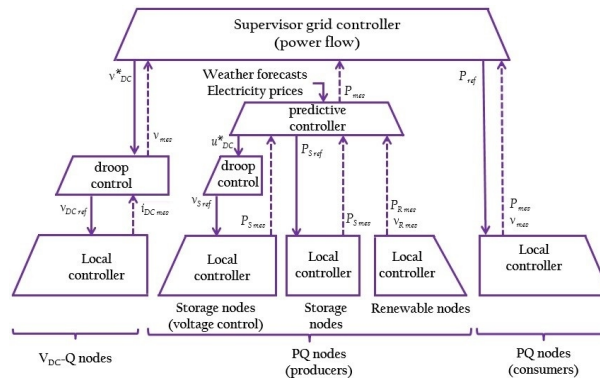 Supervisor grid controller
(power flow)
v*DC
vmes
Weather forecasts
Electricity prices
Pmes
Pref
predictive
controller
droop
control
u*DC
droop
control
PS ref
vDC ref
iDC mes
vS ref
PS mes
PS mes
PR mes
vR mes
Pmes
vmes
Local
controller
Local
controller
Local
controller
Local
controller
Local
controller
Storage nodes
(voltage control)
Storage
nodes
Renewable nodes
VDC-Q nodes
PQ nodes
(producers)
PQ nodes
(consumers)